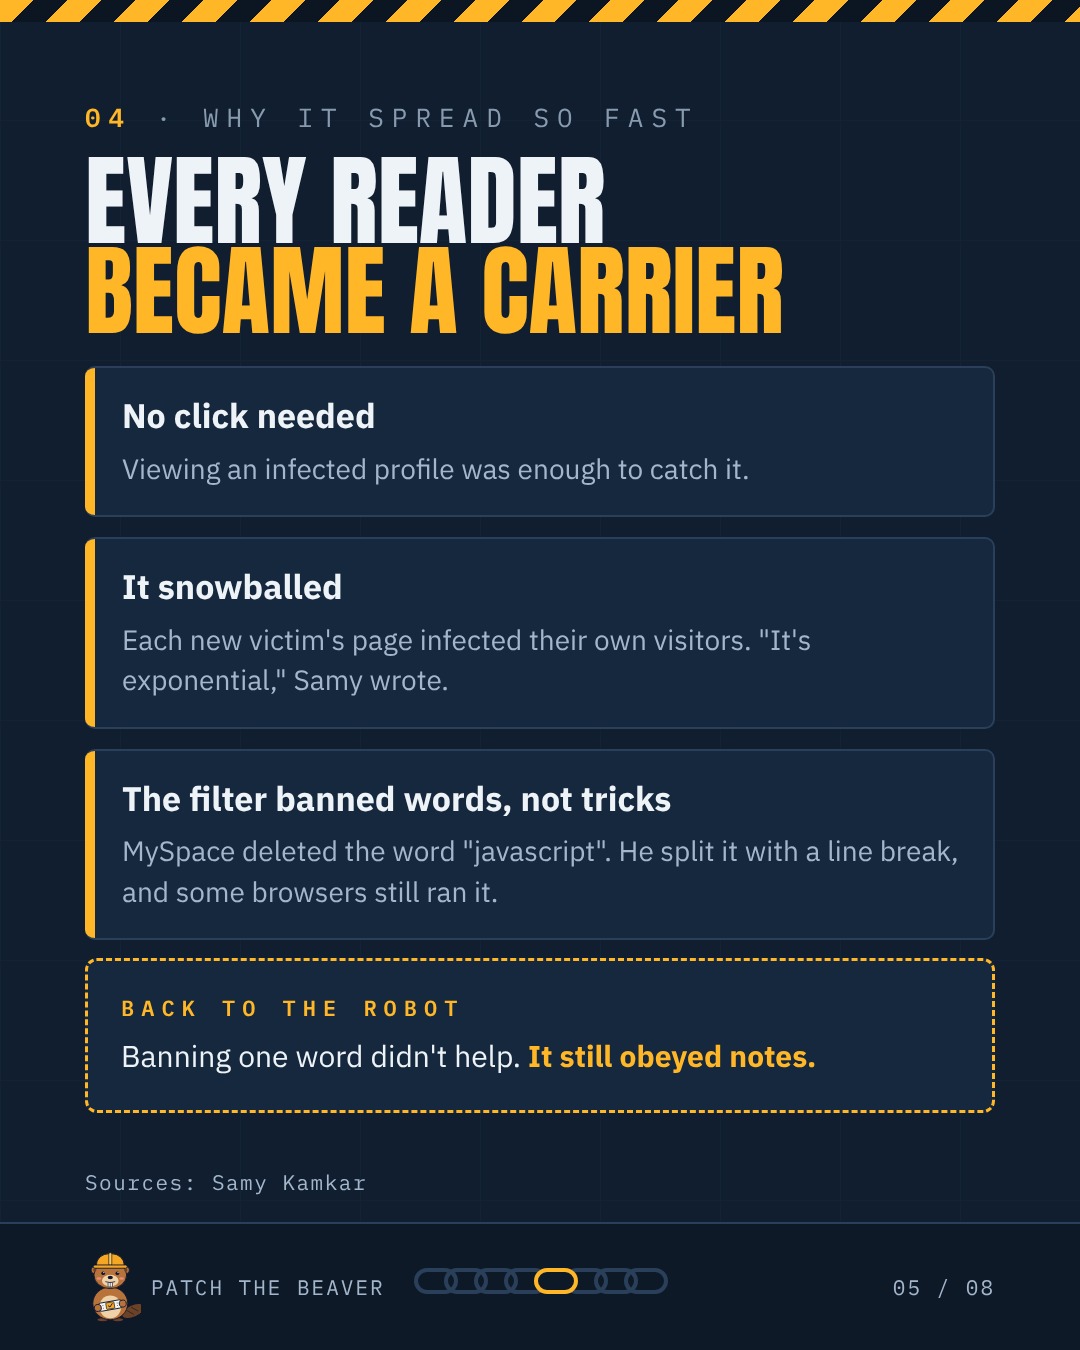 04 · WHY IT SPREAD SO FAST
EVERY READER
BECAME A CARRIER
No click needed
Viewing an infected profile was enough to catch it.
It snowballed
Each new victim's page infected their own visitors. "It's
exponential," Samy wrote.
The filter banned words, not tricks
MySpace deleted the word "javascript". He split it with a line break,
and some browsers still ran it.
BACK TO THE ROBOT
Banning one word didn't help. It still obeyed notes.
Sources: Samy Kamkar
PATCH THE BEAVER
05 / 08